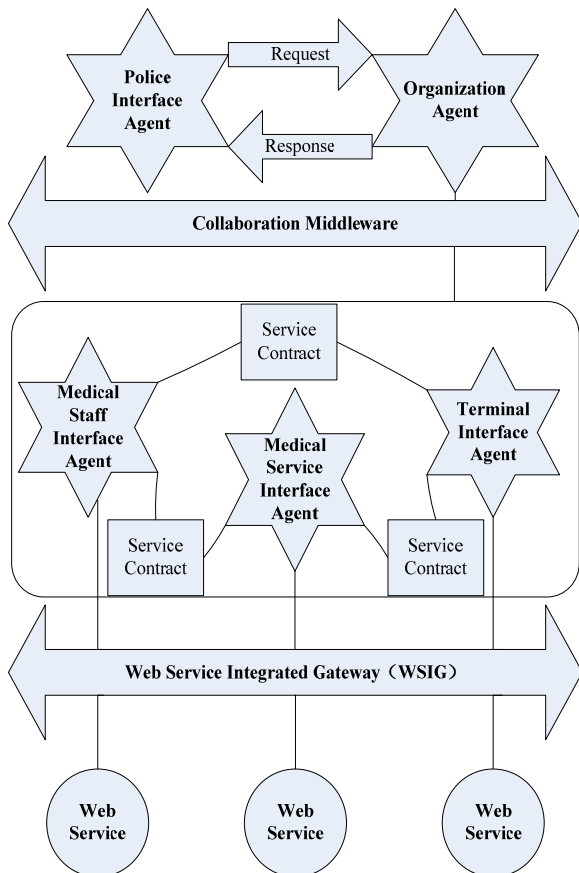 Police
Interface
Agent
Request
Response
Organization
Agent
Collaboration Middleware
Service
Contract
Medical
Staff
Interface
Agent
Medical
Service
Interface
Agent
Terminal
Interface
Agent
Service
Contract
Service
Contract
Web Service Integrated Gateway（WSIG）
Web
Service
Web
Service
Web
Service